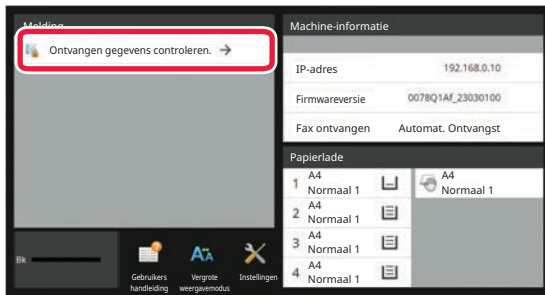 Melding
Ontvangen gegevens controleren. →
Machine-informatie
IP-adres 192.168.0.10
Firmwareversie 0078Q1Af_23030100
Fax ontvangen Automat. Ontvangst
Papierlade
1 A4
Normaal 1
A4
Normaal 1
2 A4
Normaal 1
3 A4
Normaal 1
4 A4
Normaal 1
Bk
Gebruikers
handleiding
Vergrote
weergavemodus
Instellingen